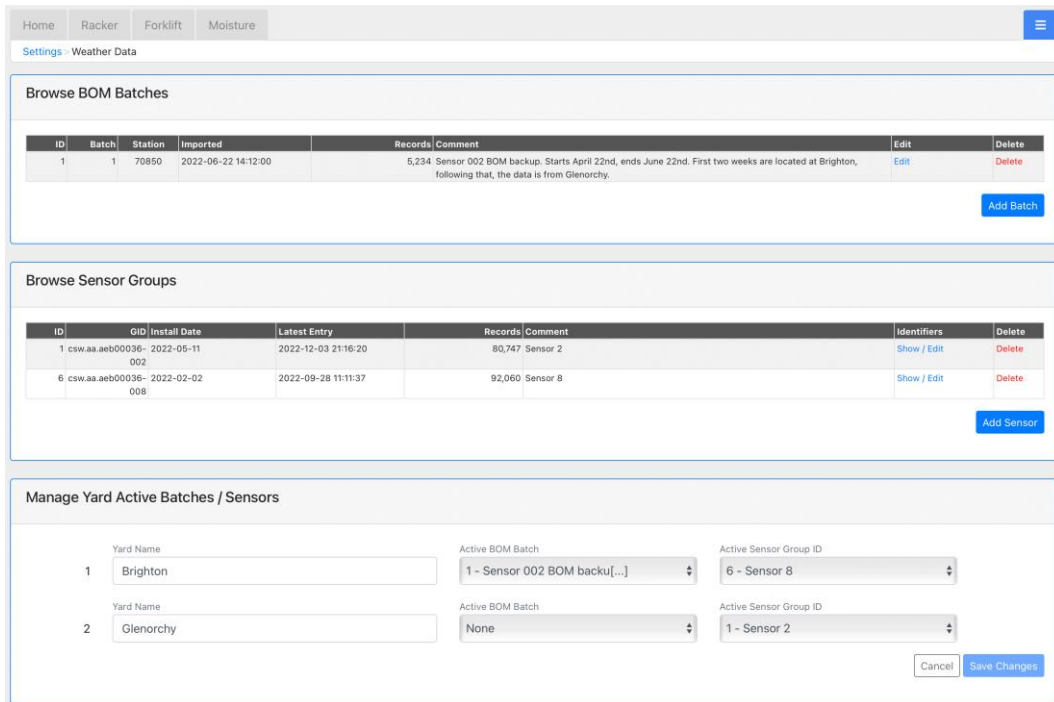 Home Racker Forklift Moisture
Settings > Weather Data
Browse BOM Batches
ID Batch Station Imported Records Comment Edit Delete
1 1 70850 2022-06-22 14:12:00 5,234 Sensor 002 BOM backup. Starts April 22nd, ends June 22nd. First two weeks are located at Brighton, Edit Delete
following that, the data is from Glenorchy.
Add Batch
Browse Sensor Groups
ID GID Install Date Latest Entry Records Comment Identifiers Delete
1 csw.aa.aeb00036- 2022-05-11 2022-12-03 21:16:20 80,747 Sensor 2 Show / Edit Delete
002
6 csw.aa.aeb00036- 2022-02-02 2022-09-28 11:11:37 92,060 Sensor 8 Show / Edit Delete
008
Add Sensor
Manage Yard Active Batches / Sensors
Yard Name Active BOM Batch Active Sensor Group ID
1 Brighton 1 - Sensor 002 BOM backu[...] 6 - Sensor 8
Yard Name Active BOM Batch Active Sensor Group ID
2 Glenorchy None 1 - Sensor 2
Cancel Save Changes